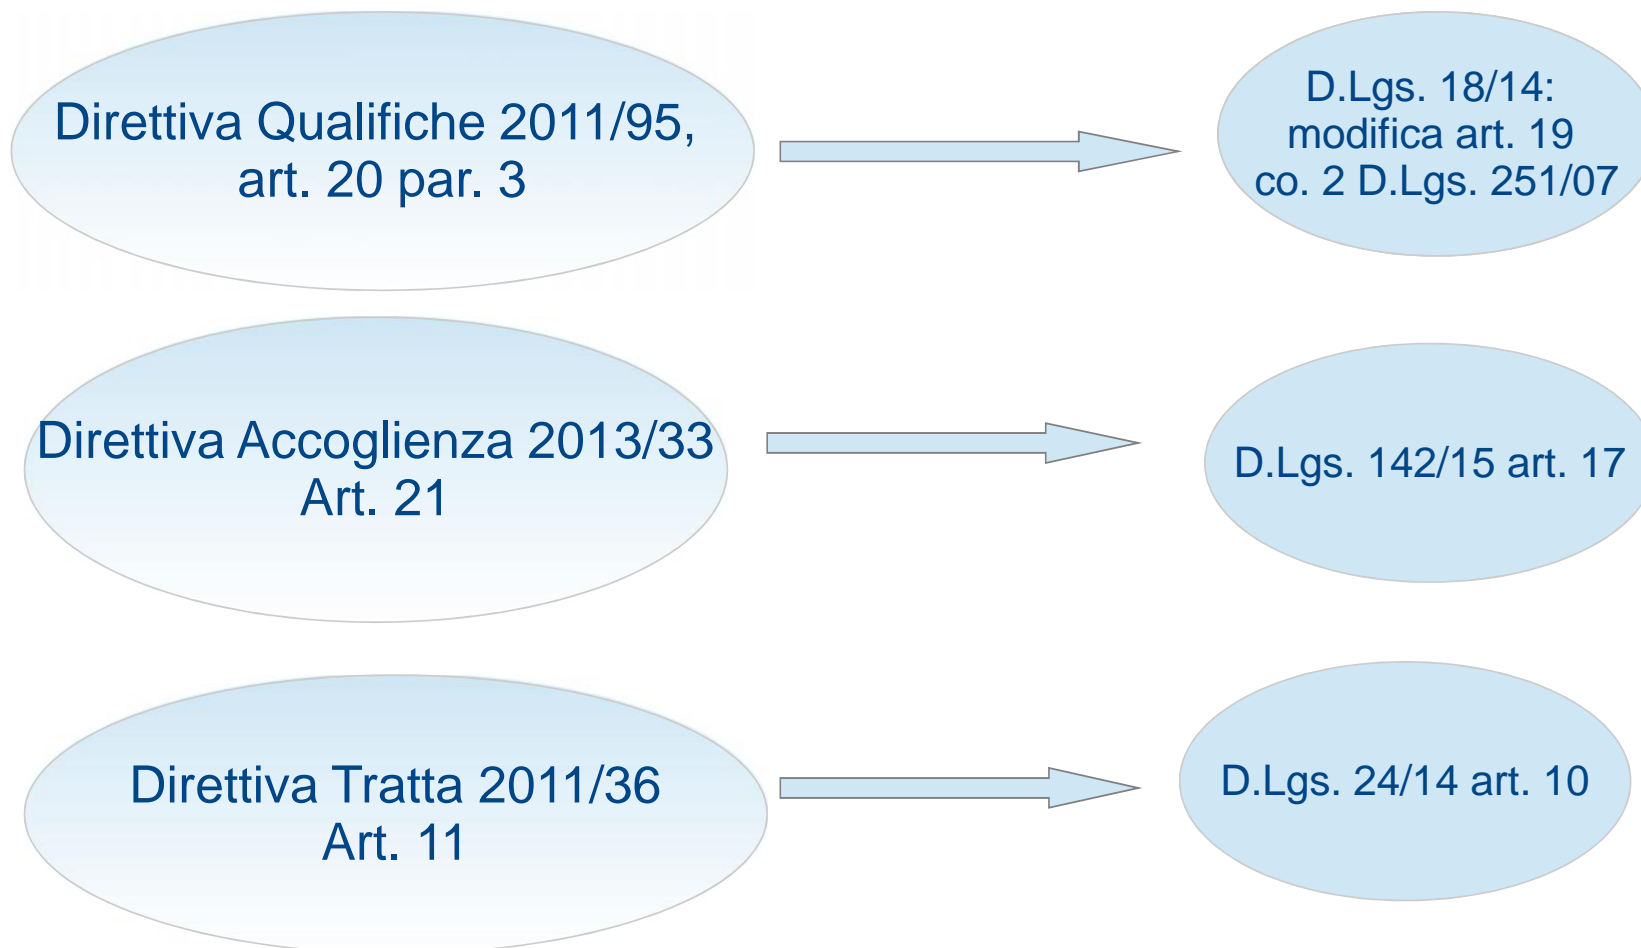 Direttiva Qualifiche 2011/95,
art. 20 par. 3
D.Lgs. 18/14:
modifica art. 19
co. 2 D.Lgs. 251/07
Direttiva Accoglienza 2013/33
Art. 21
D.Lgs. 142/15 art. 17
Direttiva Tratta 2011/36
Art. 11
D.Lgs. 24/14 art. 10